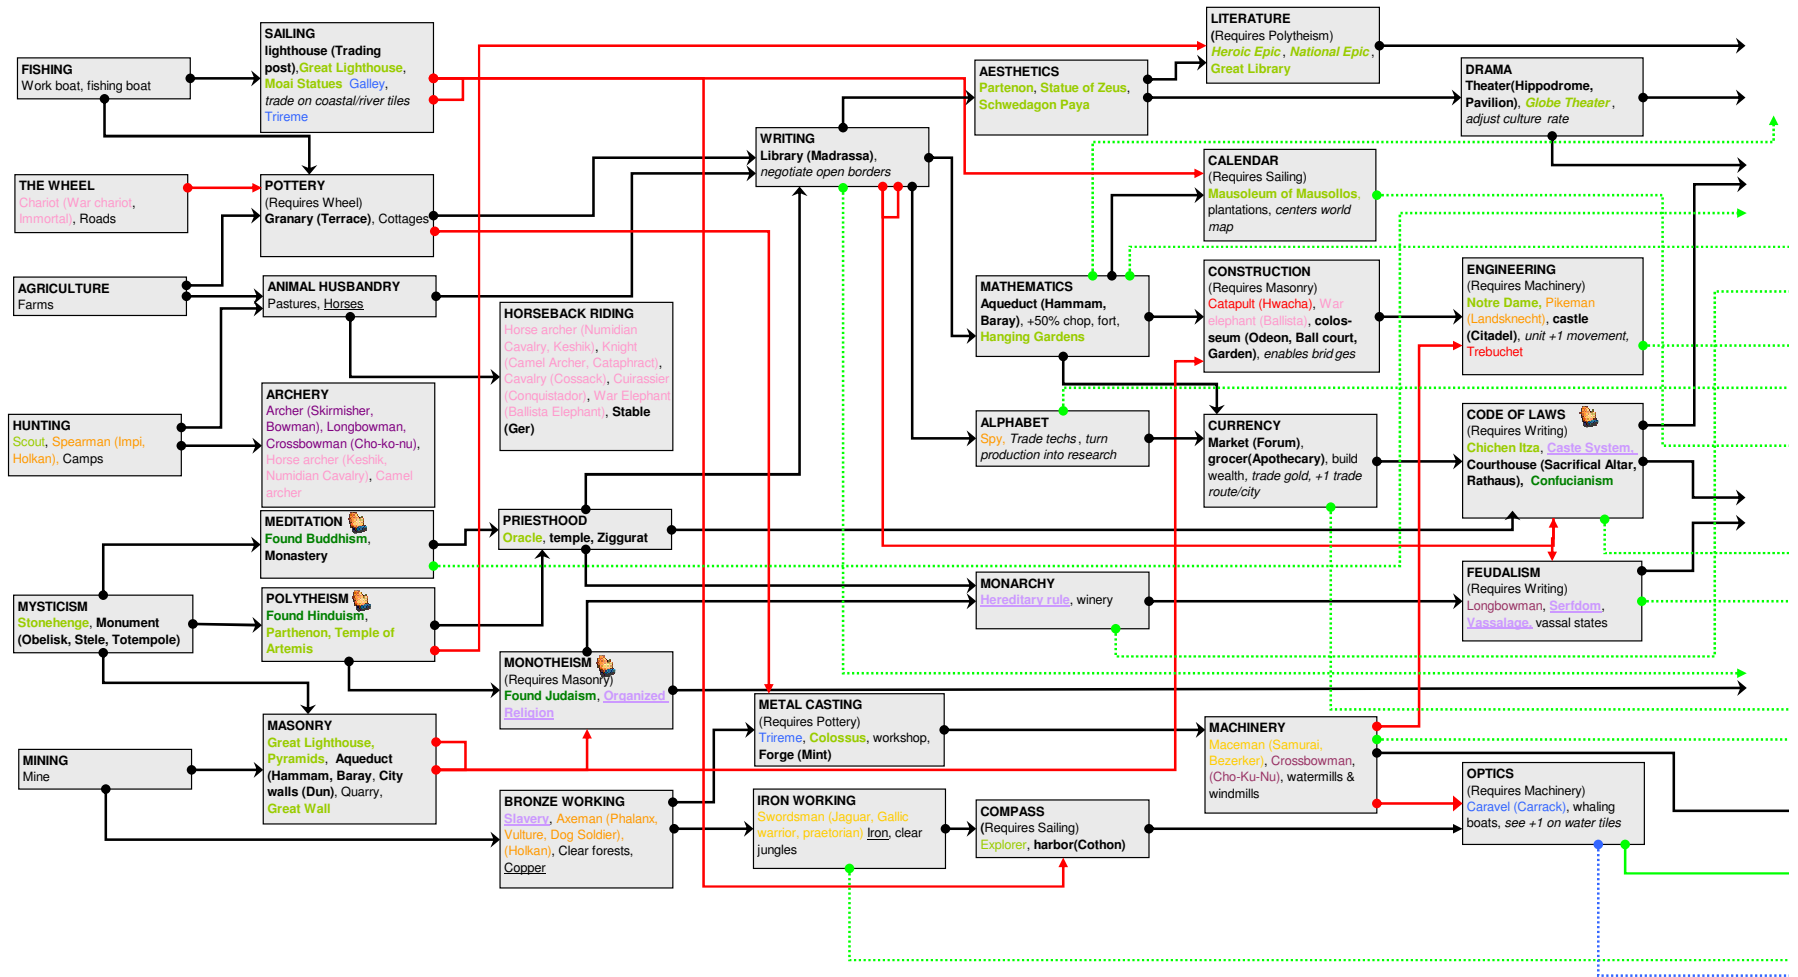 FISHING
Work boat, fishing boat
THE WHEEL
Chariot (War chariot,
Immortal), Roads
AGRICULTURE
Farms
HUNTING
Scout, Spearman (Impi,
Holkan), Camps
MYSTICISM
Stonehenge, Monument
(Obelisk, Stele, Totempole)
MINING
Mine
SAILING
lighthouse (Trading
post),Great Lighthouse,
Moai Statues Galley,
trade on coastal/river tiles
Trireme
POTTERY
(Requires Wheel)
Granary (Terrace), Cottages
ANIMAL HUSBANDRY
Pastures, Horses
ARCHERY
Archer (Skirmisher,
Bowman), Longbowman,
Crossbowman (Cho-ko-nu),
Horse archer (Keshik,
Numidian Cavalry), Camel
archer
MEDITATION
Found Buddhism,
Monastery
POLYTHEISM
Found Hinduism,
Parthenon, Temple of
Artemis
MASONRY
Great Lighthouse,
Pyramids, Aqueduct
(Hammam, Baray, City
walls (Dun), Quarry,
Great Wall
HORSEBACK RIDING
Horse archer (Numidian
Cavalry, Keshik), Knight
(Camel Archer, Cataphract),
Cavalry (Cossack), Cuirassier
(Conquistador), War Elephant
(Ballista Elephant), Stable
(Ger)
PRIESTHOOD
Oracle, temple, Ziggurat
MONOTHEISM
(Requires Masonry)
Found Judaism, Organized
Religion
BRONZE WORKING
Slavery, Axeman (Phalanx,
Vulture, Dog Soldier),
(Holkan), Clear forests,
Copper
WRITING
Library (Madrassa),
negotiate open borders
METAL CASTING
(Requires Pottery)
Trireme, Colossus, workshop,
Forge (Mint)
IRON WORKING
Swordsman (Jaguar, Gallic
warrior, praetorian) Iron, clear
jungles
AESTHETICS
Partenon, Statue of Zeus,
Schwedagon Paya
MATHEMATICS
Aqueduct (Hammam,
Baray), +50% chop, fort,
Hanging Gardens
ALPHABET
Spy, Trade techs, turn
production into research
MONARCHY
Hereditary rule, winery
COMPASS
(Requires Sailing)
Explorer, harbor(Cothon)
LITERATURE
(Requires Polytheism)
Heroic Epic, National Epic,
Great Library
CALENDAR
(Requires Sailing)
Mausoleum of Mausollos,
plantations, centers world
map
CONSTRUCTION
(Requires Masonry)
Catapult (Hwacha), War
elephant (Ballista), colos-
seum (Odeon, Ball court,
Garden), enables bridges
CURRENCY
Market (Forum),
grocer(Apothecary), build
wealth, trade gold, +1 trade
route/city
MACHINERY
Maceman (Samurai,
Bezerker), Crossbowman,
(Cho-Ku-Nu), watermills &
windmills
DRAMA
Theater(Hippodrome,
Pavilion), Globe Theater,
adjust culture rate
ENGINEERING
(Requires Machinery)
Notre Dame, Pikeman
(Landsknecht), castle
(Citadel), unit +1 movement,
Trebuchet
CODE OF LAWS
(Requires Writing)
Chichen Itza, Caste System,
Courthouse (Sacrifical Altar,
Rathaus), Confucianism
FEUDALISM
(Requires Writing)
Longbowman, Serfdom,
Vassalage, vassal states
OPTICS
(Requires Machinery)
Caravel (Carrack), whaling
boats, see +1 on water tiles